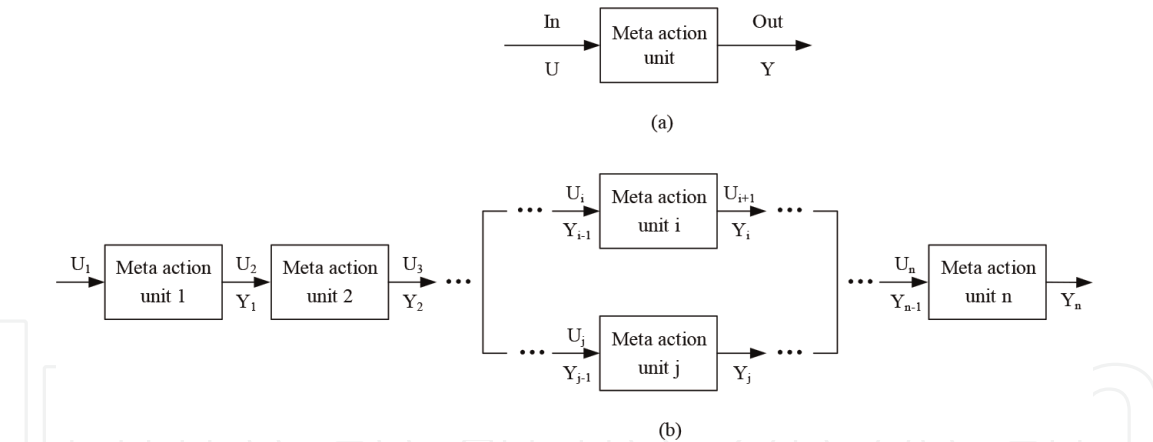 In
Out
Meta action
unit
U
Y
(a)
U_i
Meta action
unit i
U_{i+1}
Y_{i-1}
Y_i
U_1
Meta action
unit 1
U_2
Y_1
Meta action
unit 2
U_3
Y_2
U_n
Y_{n-1}
Meta action
unit n
Y_n
U_j
Y_{j-1}
Meta action
unit j
Y_j
(b)